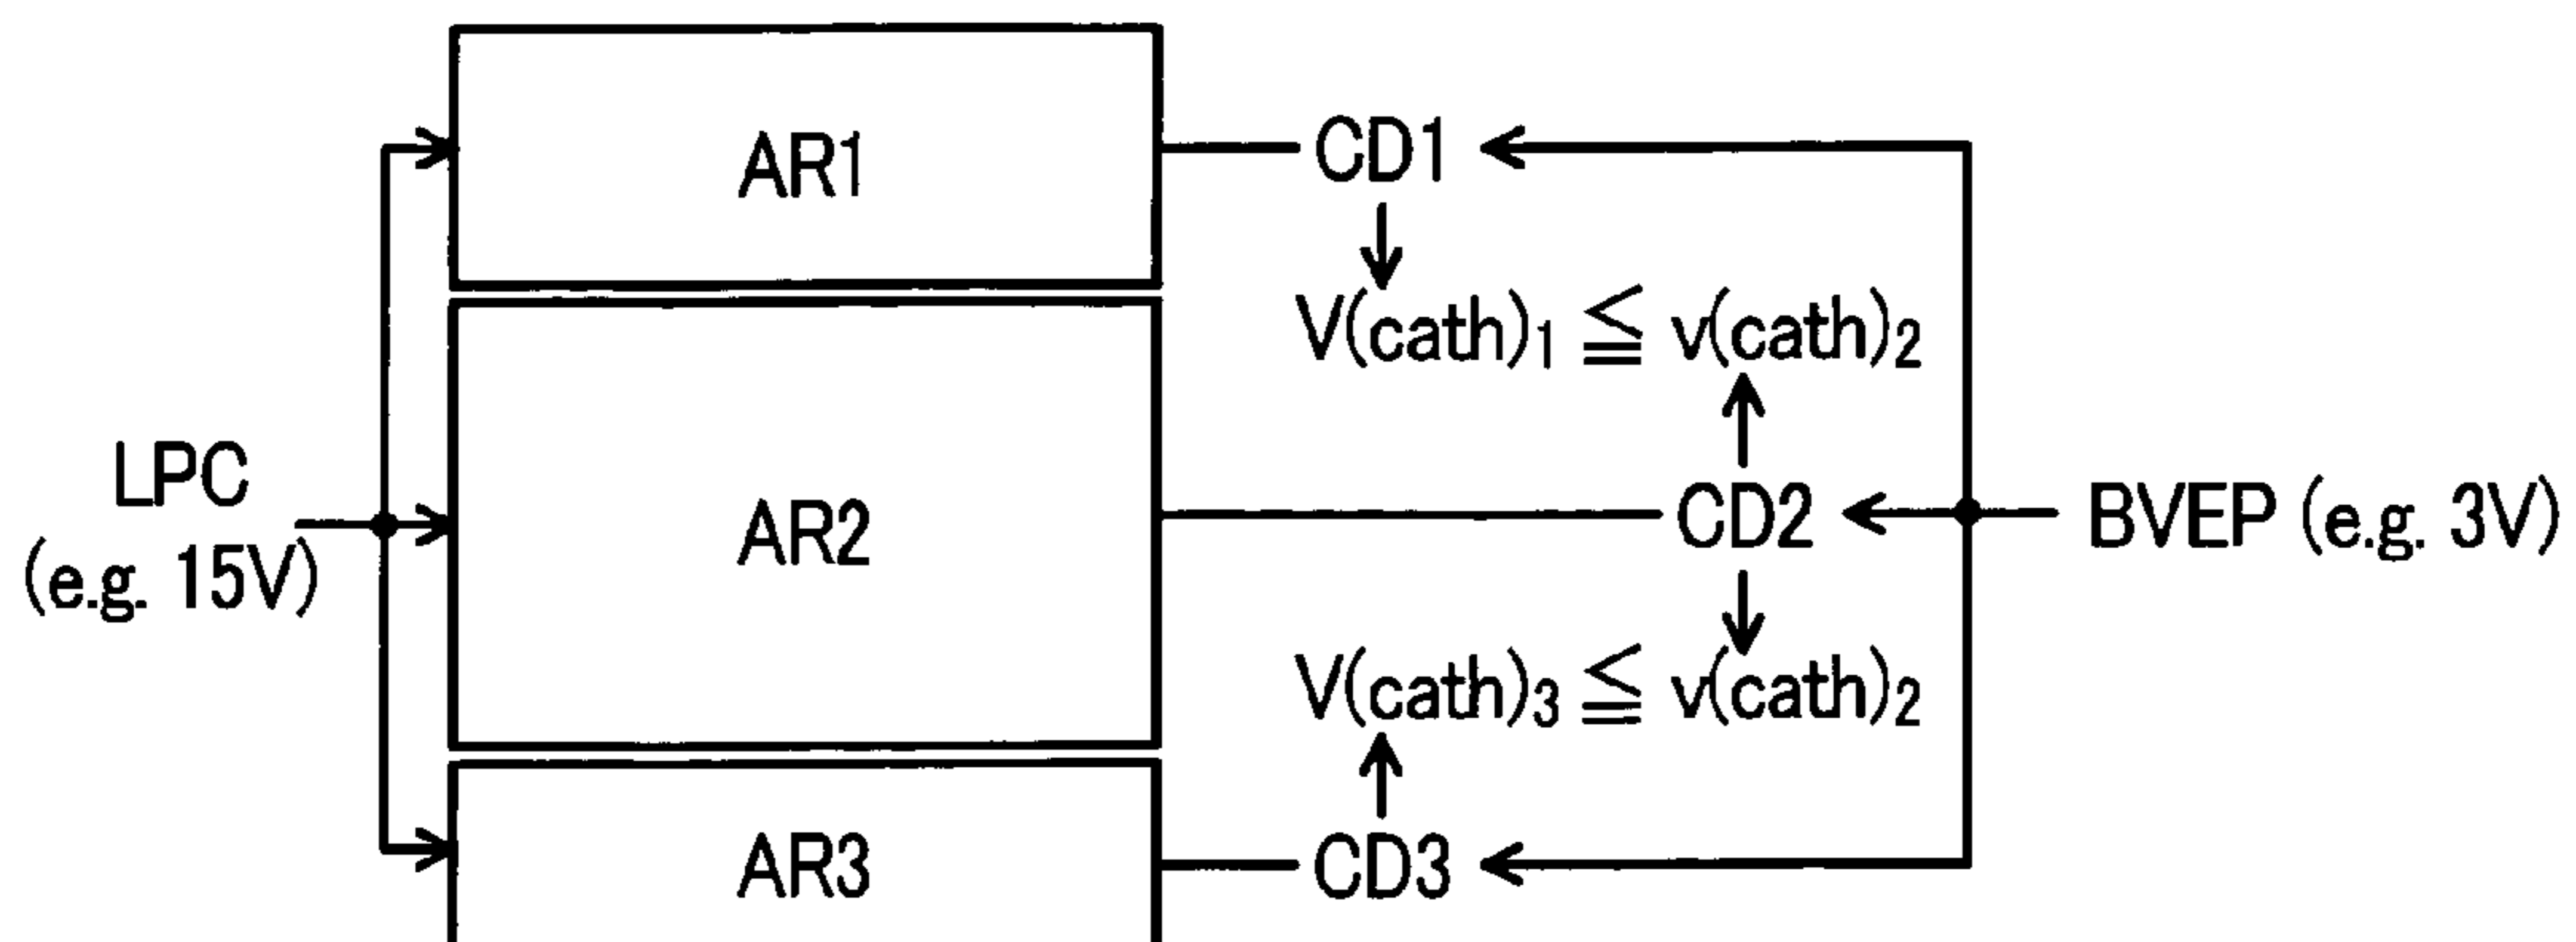 AR1
CD1
V(cath)₁ ≦ v(cath)₂
LPC
(e.g. 15V)
AR2
CD2
BVEP (e.g. 3V)
V(cath)₃ ≦ v(cath)₂
AR3
CD3